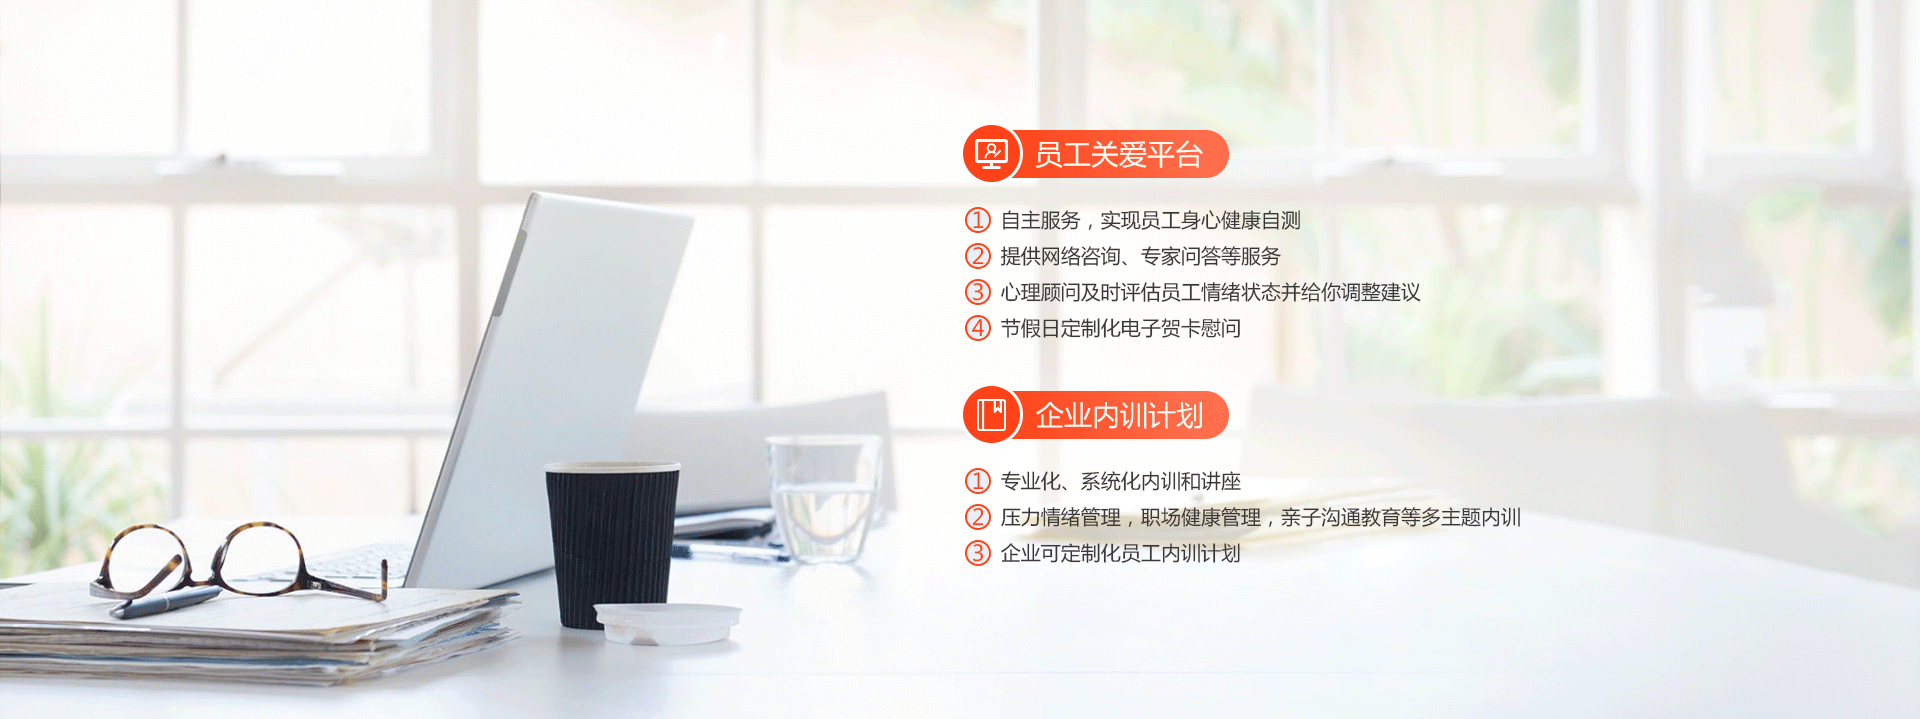 员工关爱平台
① 自主服务，实现员工身心健康自测
② 提供网络咨询、专家问答等服务
③ 心理顾问及时评估员工情绪状态并给你调整建议
④ 节假日定制化电子贺卡慰问
企业内训计划
① 专业化、系统化内训和讲座
② 压力情绪管理，职场健康管理，亲子沟通教育等多主题内训
③ 企业可定制化员工内训计划